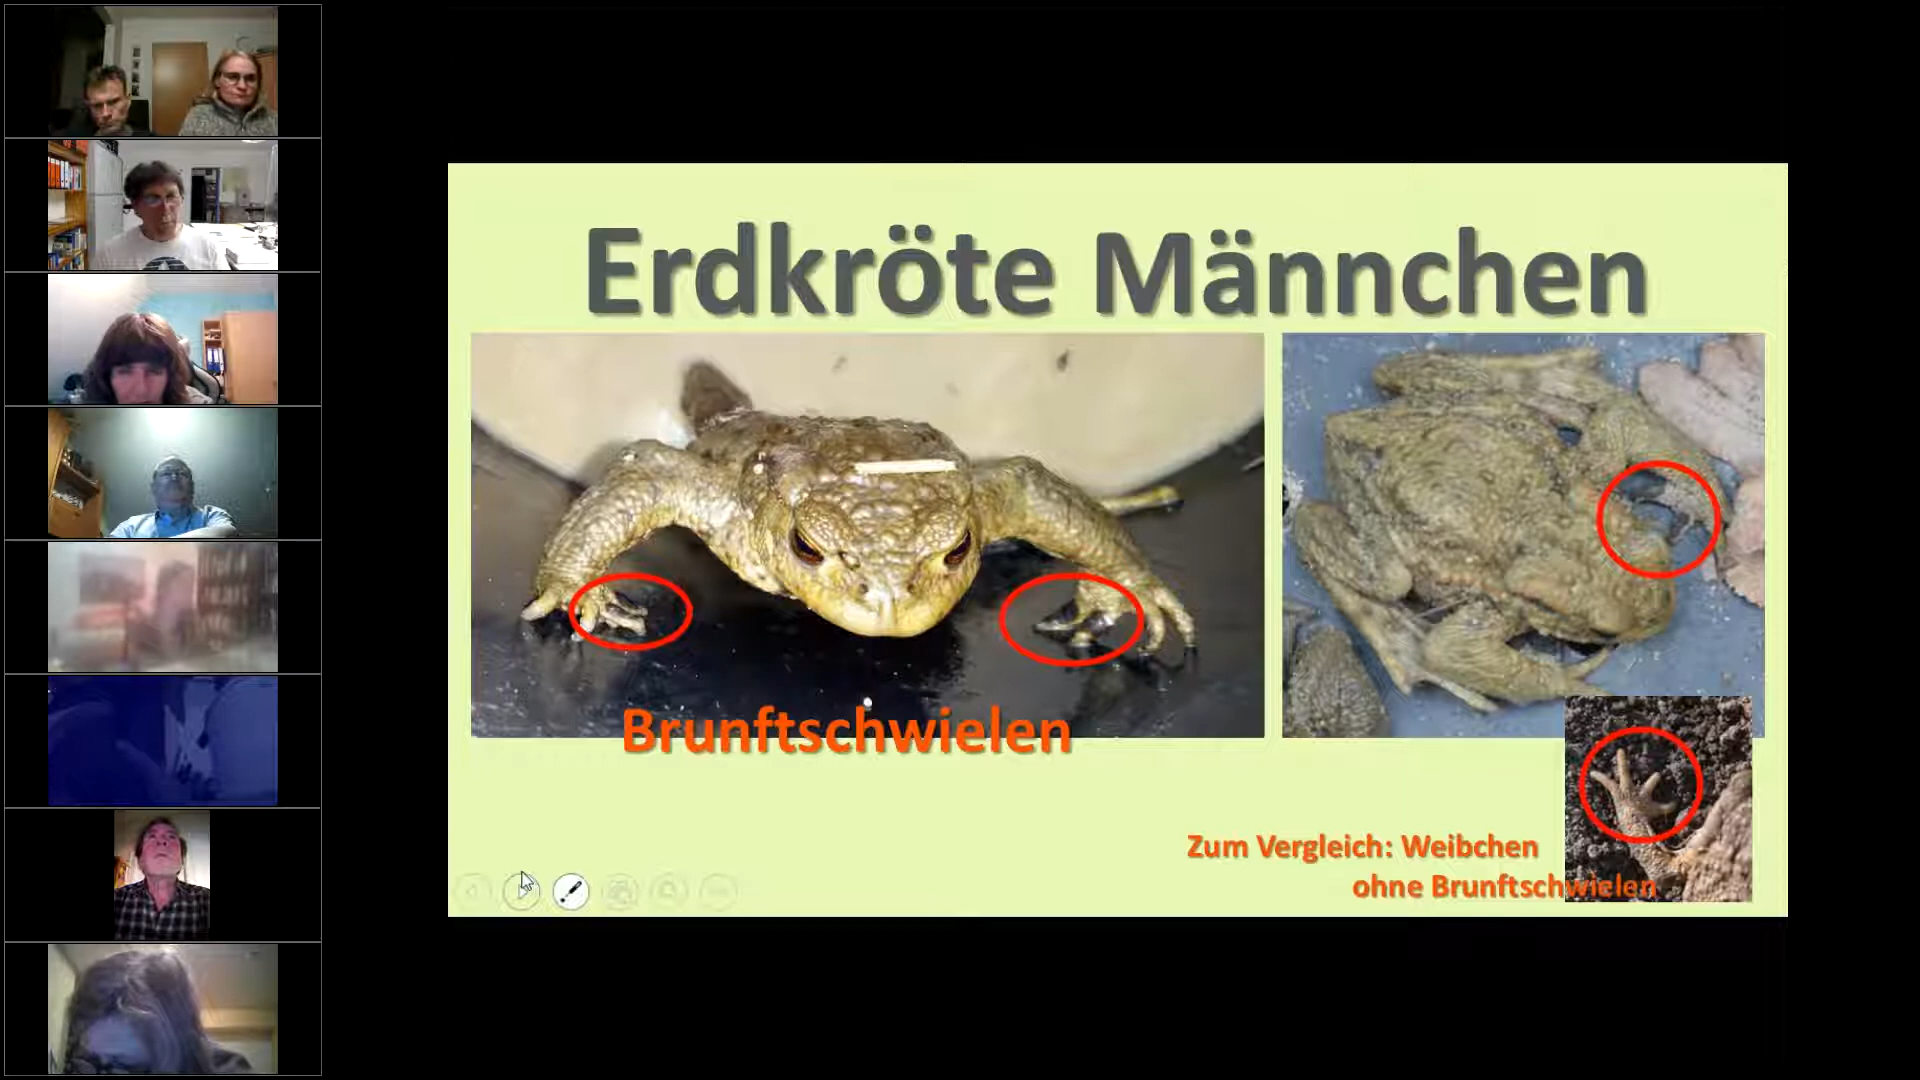 Erdkröte Männchen
Brunftschwielen
Zum Vergleich: Weibchen
ohne Brunftschwielen